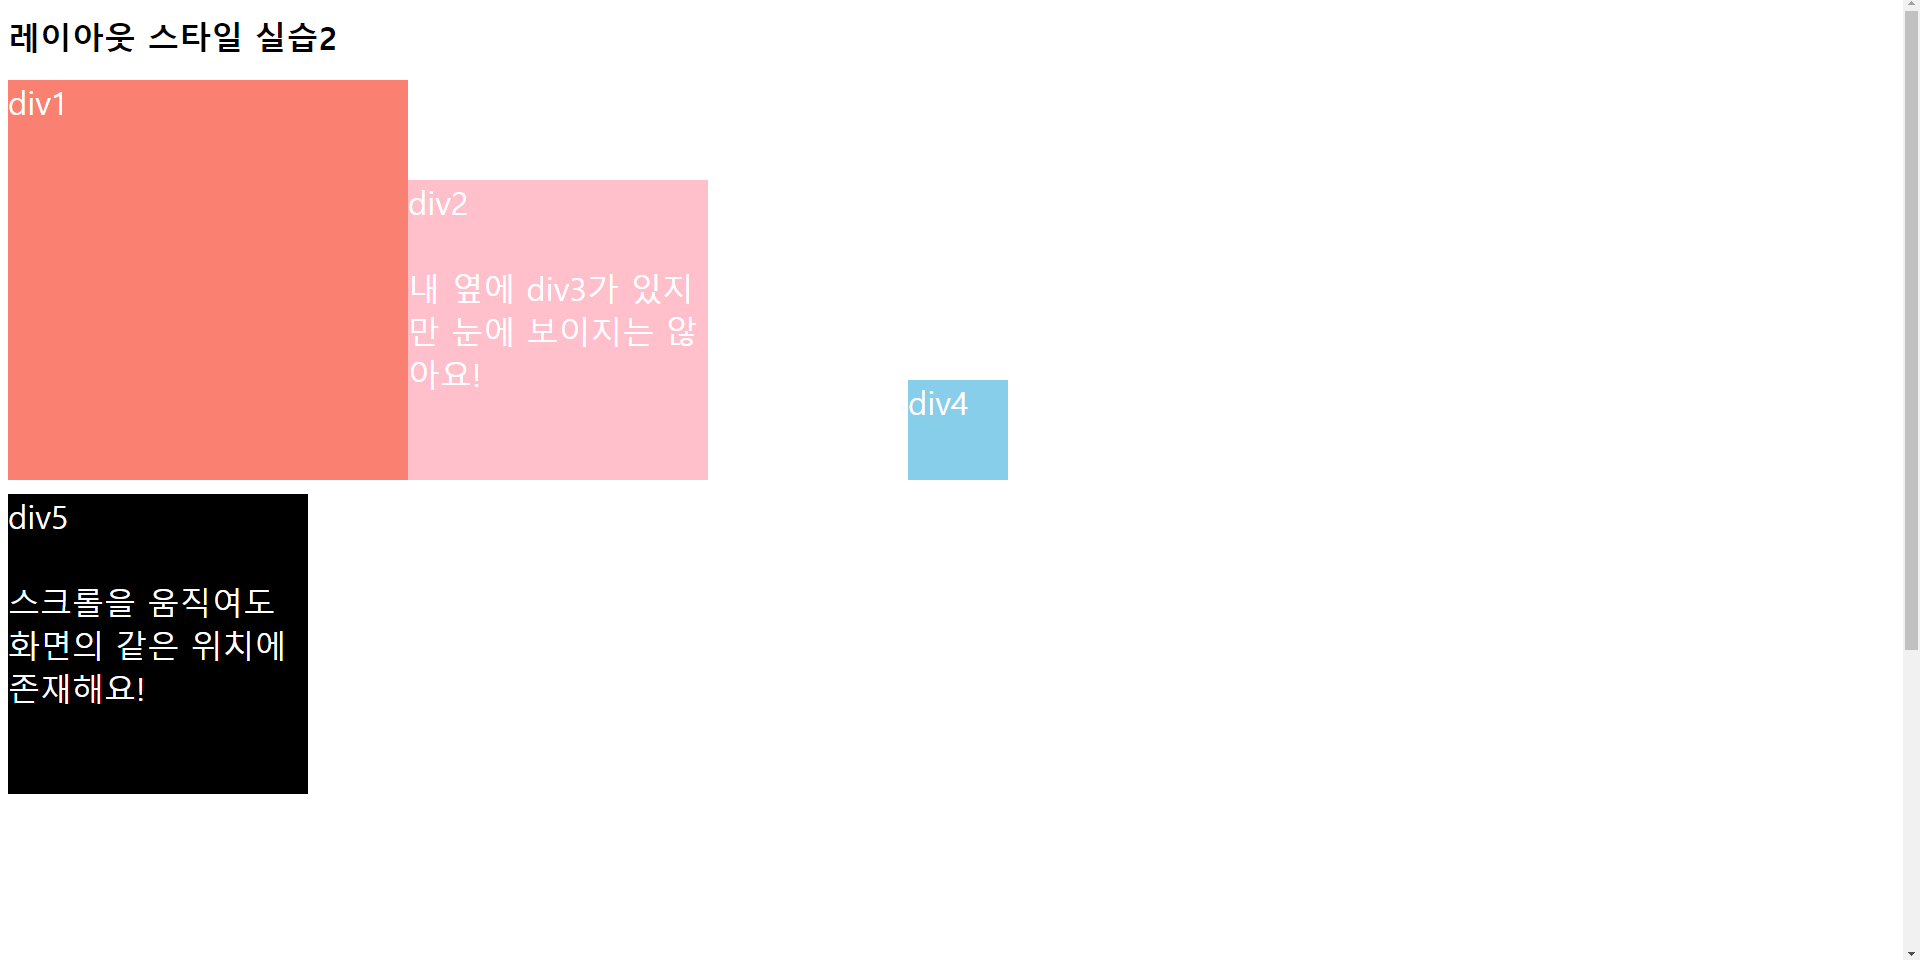 레이아웃 스타일 실습2
div1
div2
내 옆에 div3가 있지
만 눈에 보이지는 않
아요!
div4
div5
스크롤을 움직여도
화면의 같은 위치에
존재해요!